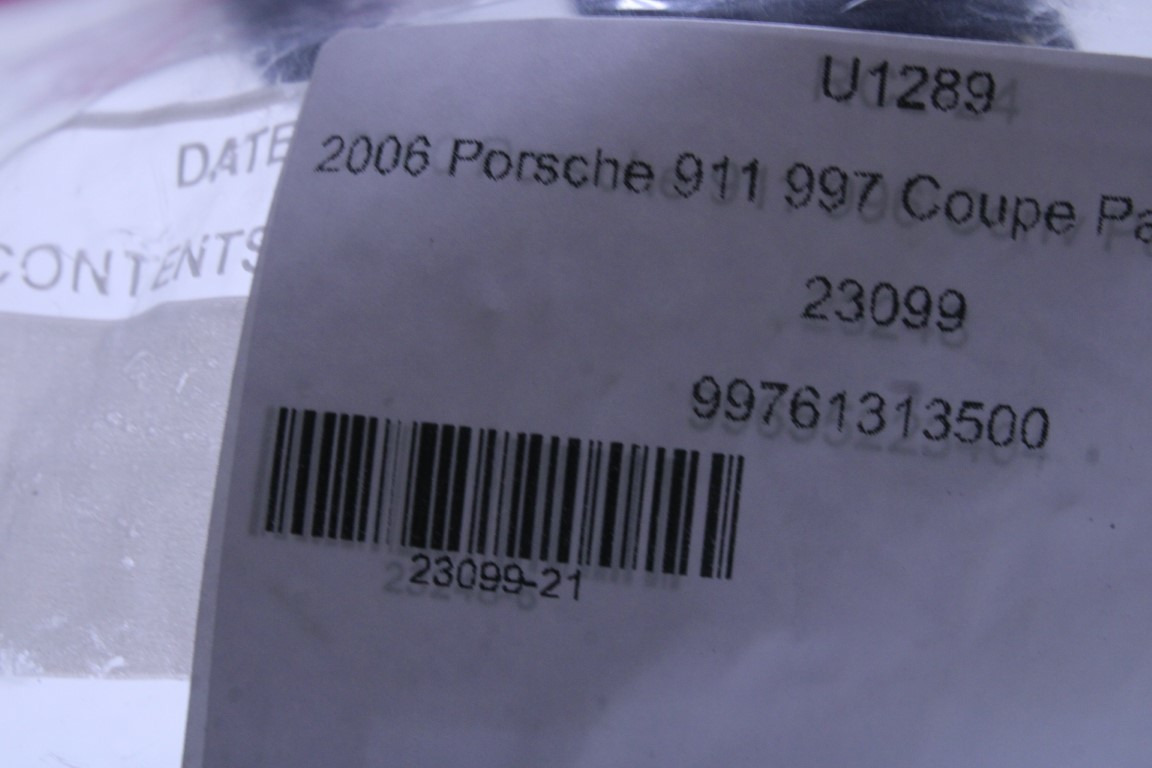 U1289
DATE
2006 Porsche 911 997 Coupe Pa
CONTENTS
23099
99761313500
23099-21